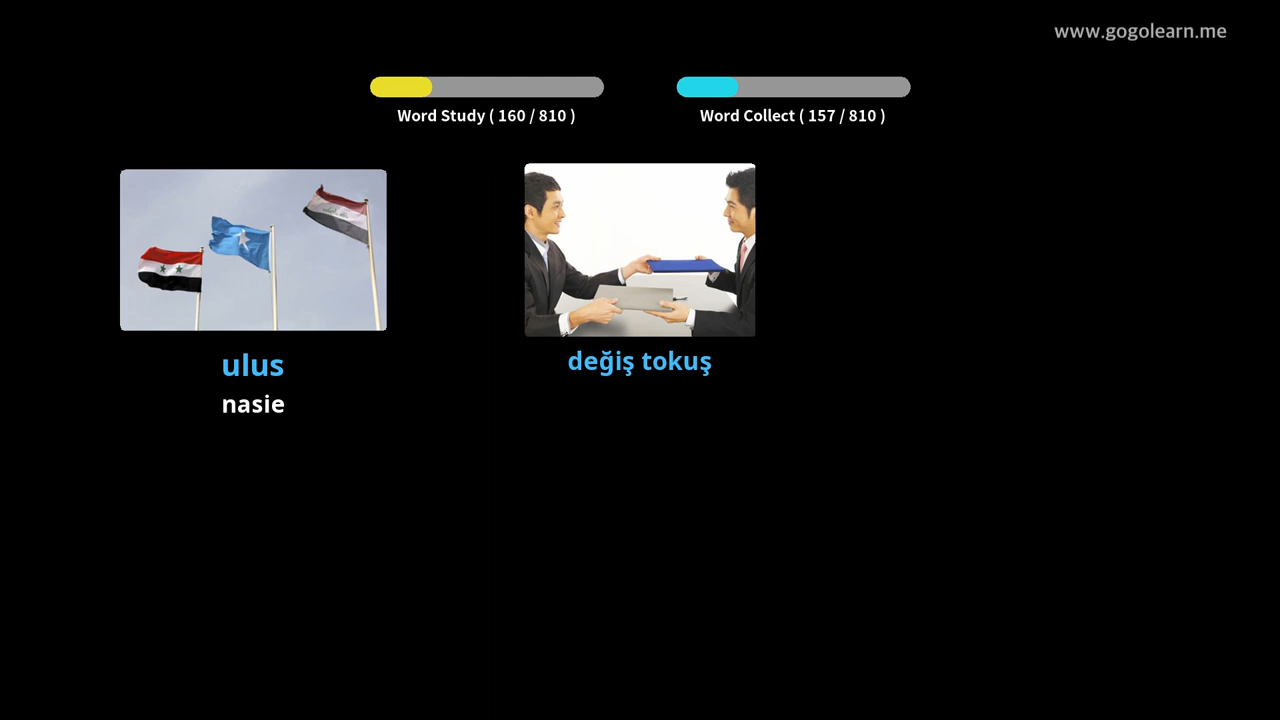 www.gogolearn.me
Word Study ( 160 / 810 )
Word Collect ( 157 / 810 )
ulus
nasie
değiş tokuş